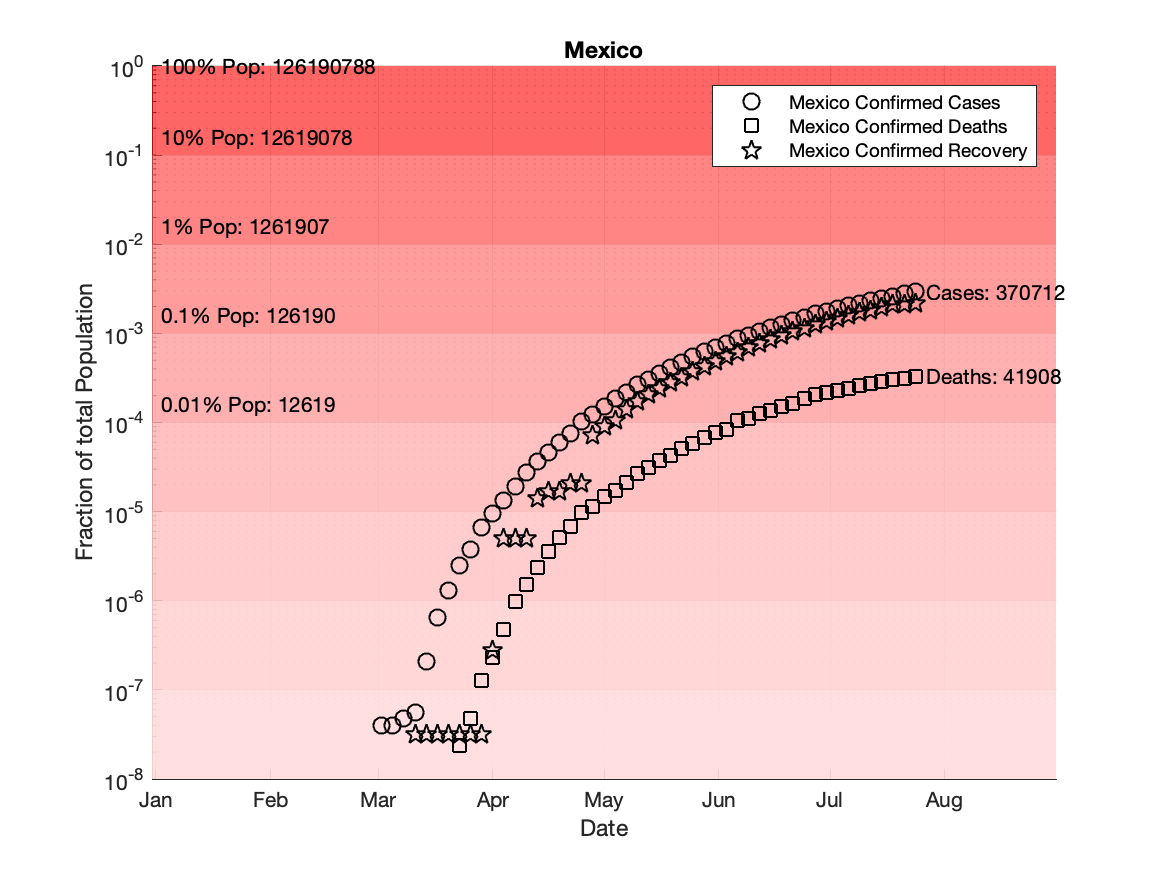 Mexico
10^0
100% Pop: 126190788
Mexico Confirmed Cases
Mexico Confirmed Deaths
Mexico Confirmed Recovery
10% Pop: 12619078
10^-1
1% Pop: 1261907
10^-2
Cases: 370712
0.1% Pop: 126190
10^-3
Deaths: 41908
0.01% Pop: 12619
10^-4
10^-5
10^-6
10^-7
10^-8
Fraction of total Population
Jan Feb Mar Apr May Jun Jul Aug
Date